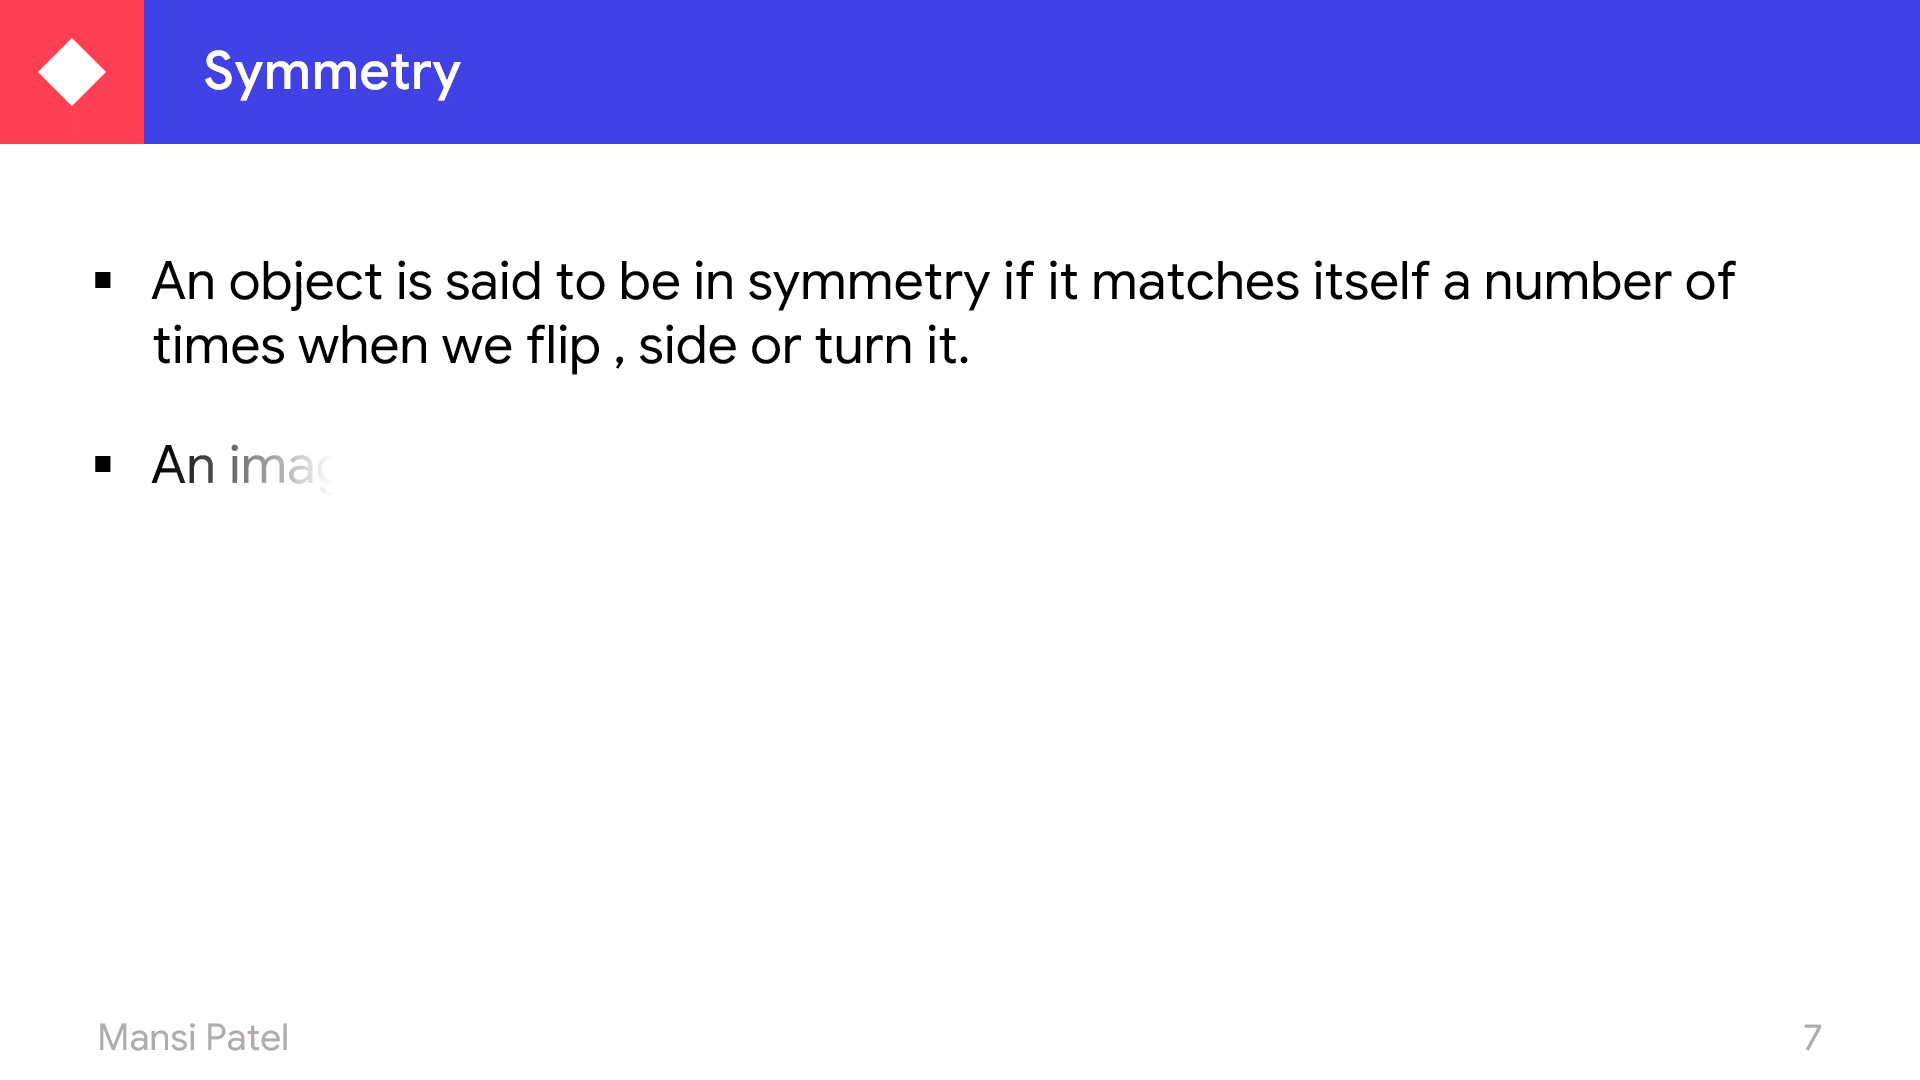 Symmetry
An object is said to be in symmetry if it matches itself a number of
times when we flip , side or turn it.
An
Mansi Patel
7